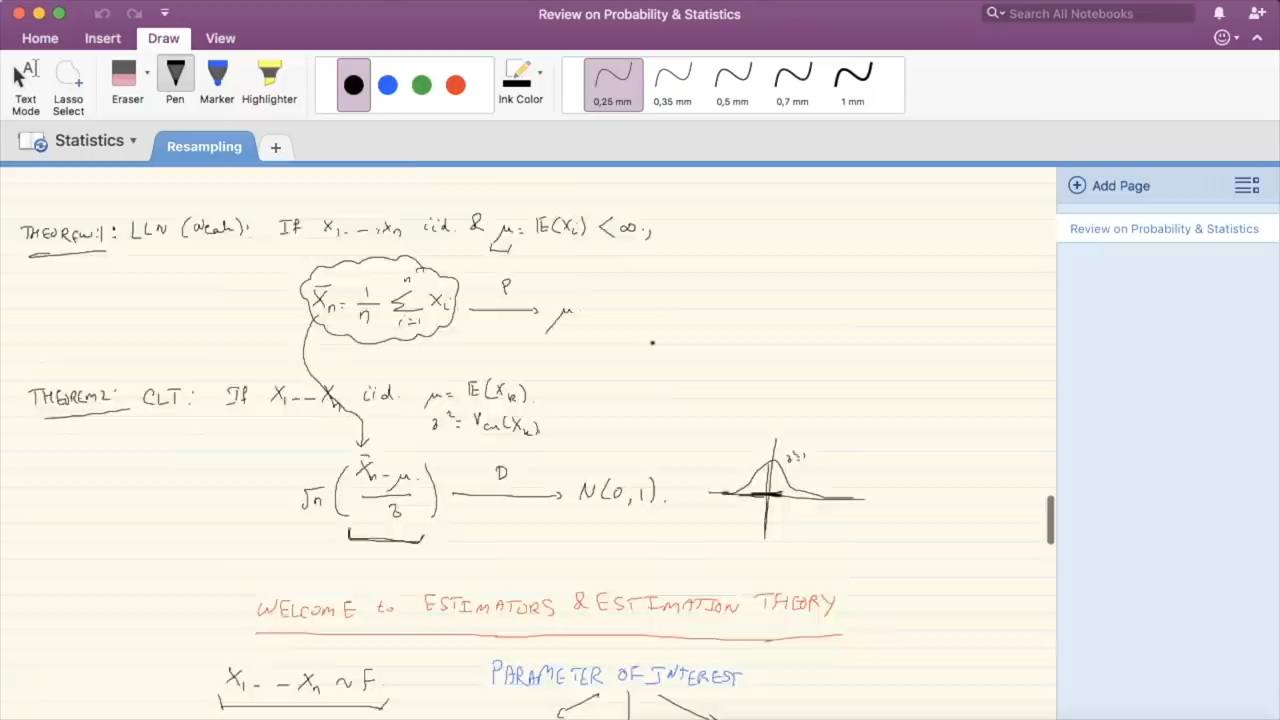 Review on Probability & Statistics
Search All Notebooks
Home Insert Draw View
Text Mode
Lasso Select
Eraser
Pen
Marker
Highlighter
Ink Color
0,25 mm
0,35 mm
0,5 mm
0,7 mm
1 mm
Statistics
Resampling
Add Page
Review on Probability & Statistics
THEOREM 1: LLN (Weak): If X₁, --, Xn iid & μ = E(Xi) < ∞,
X̄n = 1/n Σ i=1 n Xi P → μ
THEOREM 2: CLT: If X₁ -- Xn iid. μ = E(Xk).
σ² = Var(Xk)
√n (X̄n - μ / σ) D → N(0,1).
WELCOME to ESTIMATORS & ESTIMATION THEORY
X₁ -- Xn ~ F
PARAMETER OF INTEREST